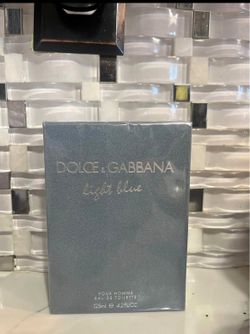 DOLCE & GABBANA
light blue
POUR HOMME
EAU DE TOILETTE
125ml ℮ 4.2FL.OZ.